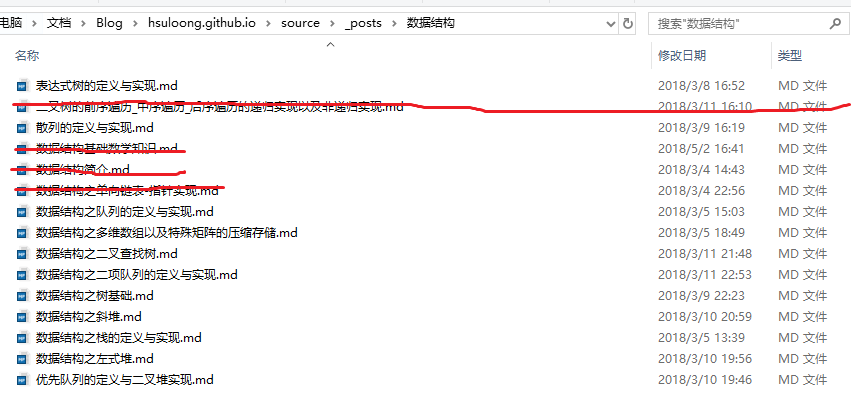 电脑 › 文档 › Blog › hsuloong.github.io › source › _posts › 数据结构 搜索"数据结构"
名称 修改日期 类型
表达式树的定义与实现.md 2018/3/8 16:52 MD 文件
二叉树的前序遍历_中序遍历_后序遍历的递归实现以及非递归实现.md 2018/3/11 16:10 MD 文件
散列的定义与实现.md 2018/3/9 16:19 MD 文件
数据结构基础数学知识.md 2018/5/2 16:41 MD 文件
数据结构简介.md 2018/3/4 14:43 MD 文件
数据结构之单向链表-指针实现.md 2018/3/4 22:56 MD 文件
数据结构之队列的定义与实现.md 2018/3/5 15:03 MD 文件
数据结构之多维数组以及特殊矩阵的压缩存储.md 2018/3/5 18:49 MD 文件
数据结构之二叉查找树.md 2018/3/11 21:48 MD 文件
数据结构之二项队列的定义与实现.md 2018/3/11 22:53 MD 文件
数据结构之树基础.md 2018/3/9 22:23 MD 文件
数据结构之斜堆.md 2018/3/10 20:59 MD 文件
数据结构之栈的定义与实现.md 2018/3/5 13:39 MD 文件
数据结构之左式堆.md 2018/3/10 19:56 MD 文件
优先队列的定义与二叉堆实现.md 2018/3/10 19:46 MD 文件